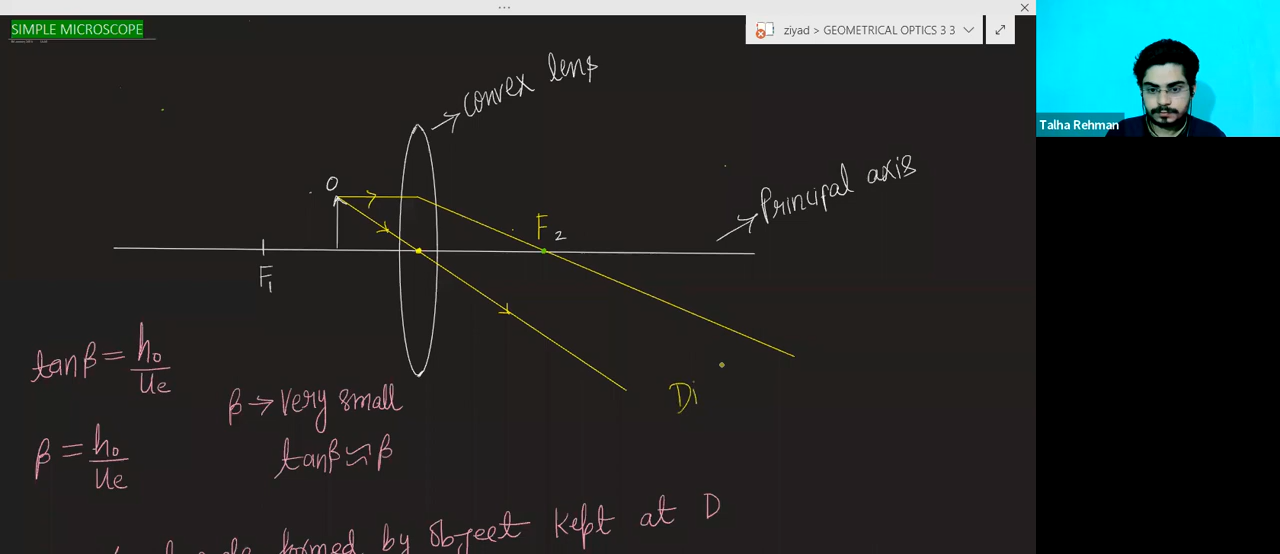 SIMPLE MICROSCOPE
ziyad > GEOMETRICAL OPTICS 3 3
Talha Rehman
Convex lens
O
Principal axis
F₂
F₁
Di
tanβ = h₀/Ue
β → Very small
β = h₀/Ue
tanβ ≈ β
formed by object kept at D